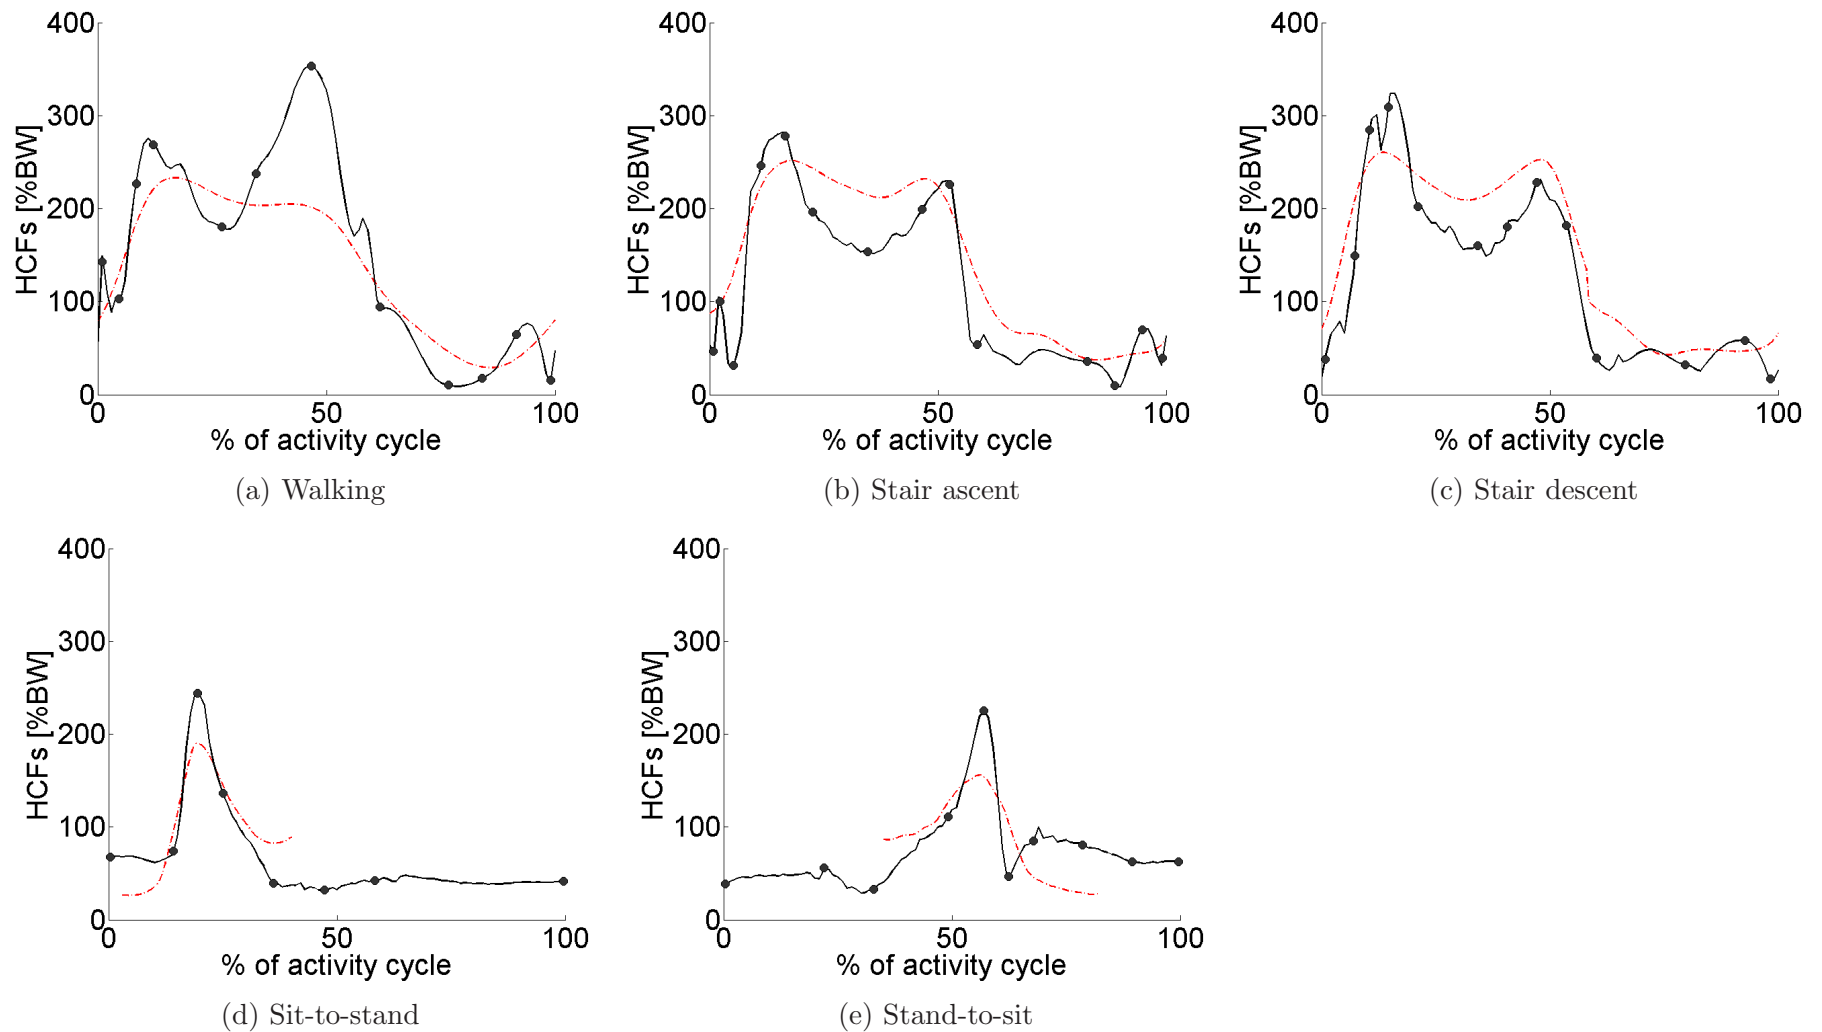 400
300
200
100
0
HCFs [%BW]
0 50 100
% of activity cycle
(a) Walking
400
300
200
100
0
HCFs [%BW]
0 50 100
% of activity cycle
(b) Stair ascent
400
300
200
100
0
HCFs [%BW]
0 50 100
% of activity cycle
(c) Stair descent
400
300
200
100
0
HCFs [%BW]
0 50 100
% of activity cycle
(d) Sit-to-stand
400
300
200
100
0
HCFs [%BW]
0 50 100
% of activity cycle
(e) Stand-to-sit